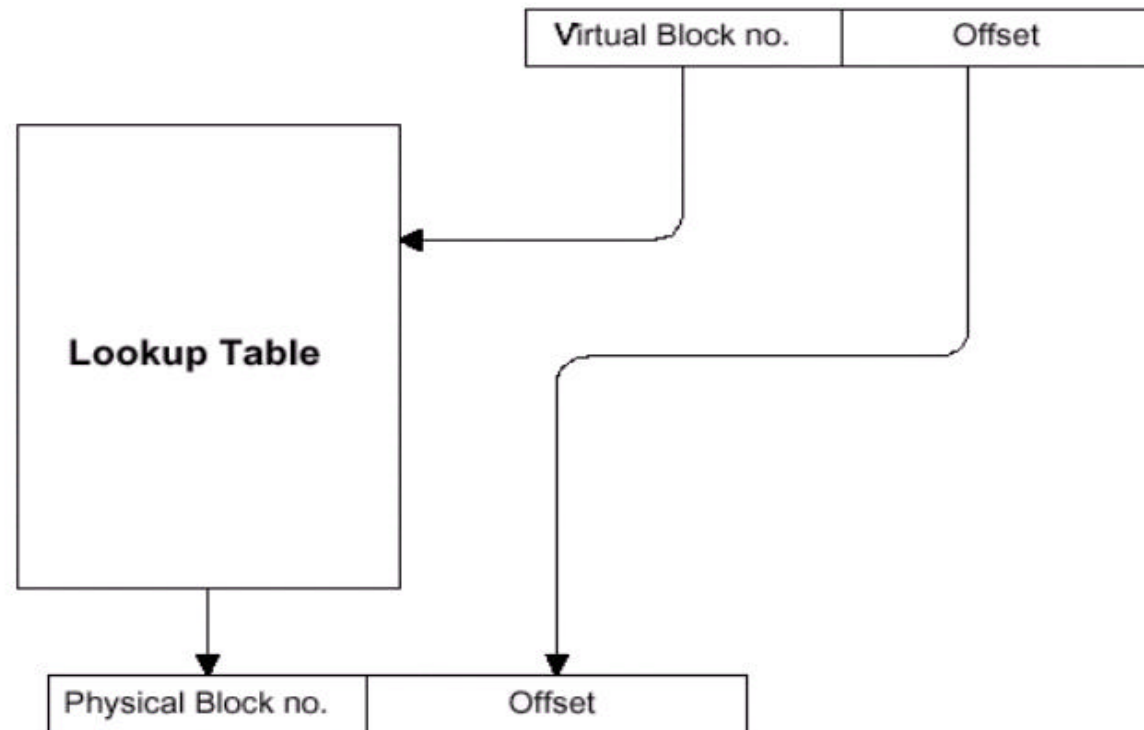 Virtual Block no. Offset
Lookup Table
Physical Block no. Offset